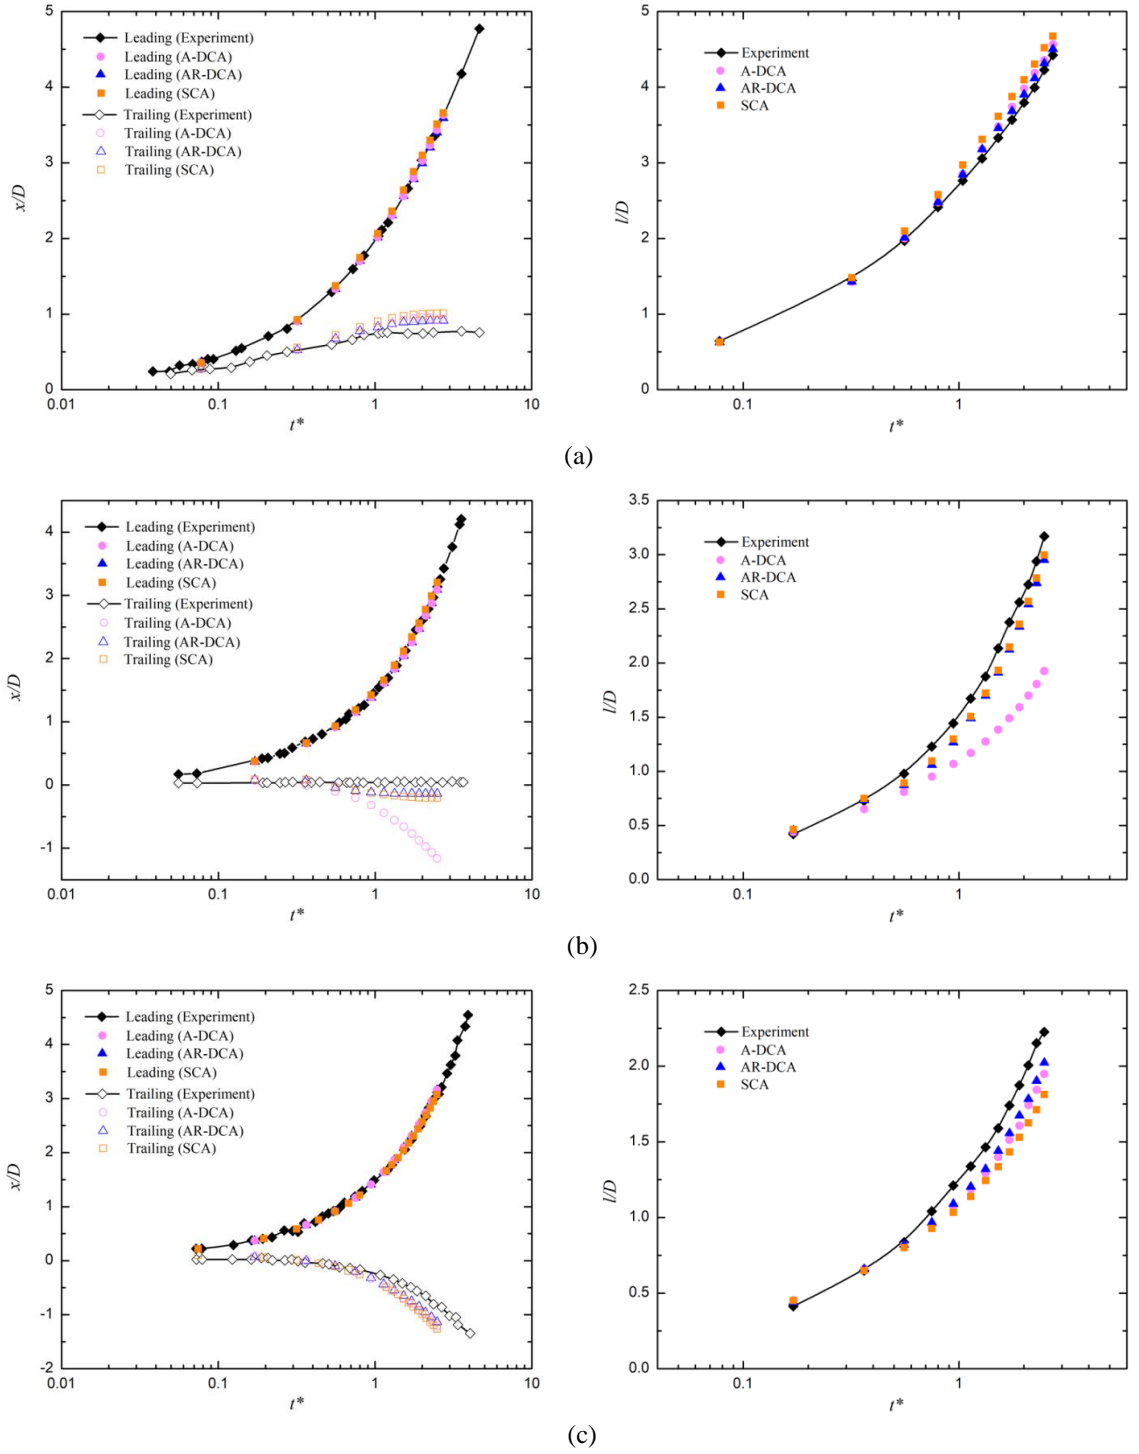 5
4
3
2
1
0
x/D
Leading (Experiment)
Leading (A-DCA)
Leading (AR-DCA)
Leading (SCA)
Trailing (Experiment)
Trailing (A-DCA)
Trailing (AR-DCA)
Trailing (SCA)
0.01 0.1 1 10
t*
5
4
3
2
1
0
l/D
Experiment
A-DCA
AR-DCA
SCA
0.1 1
t*
(a)
4
3
2
1
0
-1
x/D
Leading (Experiment)
Leading (A-DCA)
Leading (AR-DCA)
Leading (SCA)
Trailing (Experiment)
Trailing (A-DCA)
Trailing (AR-DCA)
Trailing (SCA)
0.01 0.1 1 10
t*
3.5
3.0
2.5
2.0
1.5
1.0
0.5
0.0
l/D
Experiment
A-DCA
AR-DCA
SCA
0.1 1
t*
(b)
5
4
3
2
1
0
-1
-2
x/D
Leading (Experiment)
Leading (A-DCA)
Leading (AR-DCA)
Leading (SCA)
Trailing (Experiment)
Trailing (A-DCA)
Trailing (AR-DCA)
Trailing (SCA)
0.01 0.1 1 10
t*
2.5
2.0
1.5
1.0
0.5
0.0
l/D
Experiment
A-DCA
AR-DCA
SCA
0.1 1
t*
(c)